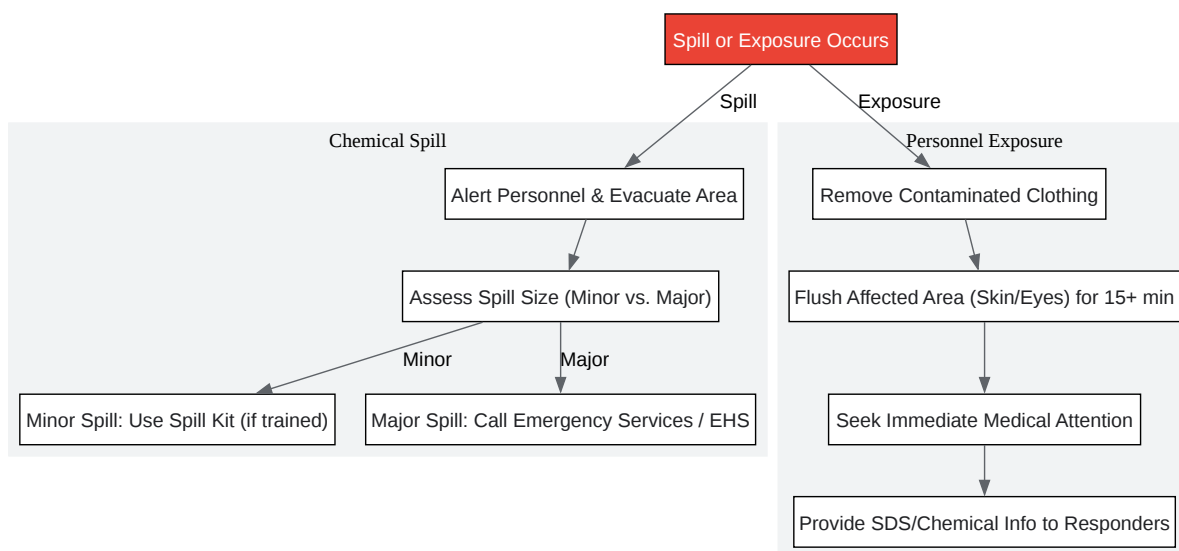 Spill or Exposure Occurs
Spill
Exposure
Chemical Spill
Personnel Exposure
Alert Personnel & Evacuate Area
Remove Contaminated Clothing
Assess Spill Size (Minor vs. Major)
Flush Affected Area (Skin/Eyes) for 15+ min
Minor
Major
Minor Spill: Use Spill Kit (if trained)
Major Spill: Call Emergency Services / EHS
Seek Immediate Medical Attention
Provide SDS/Chemical Info to Responders